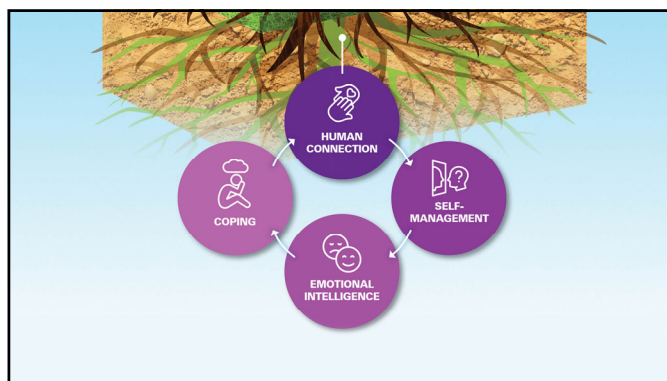 HUMAN
CONNECTION
SELF-
MANAGEMENT
EMOTIONAL
INTELLIGENCE
COPING